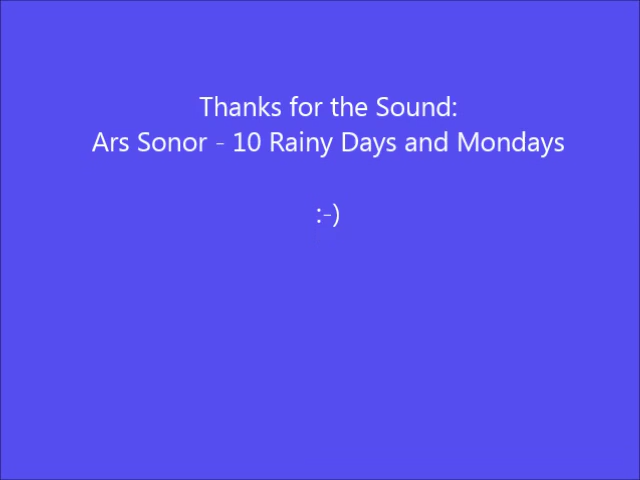 Thanks for the Sound:
Ars Sonor - 10 Rainy Days and Mondays
:-)